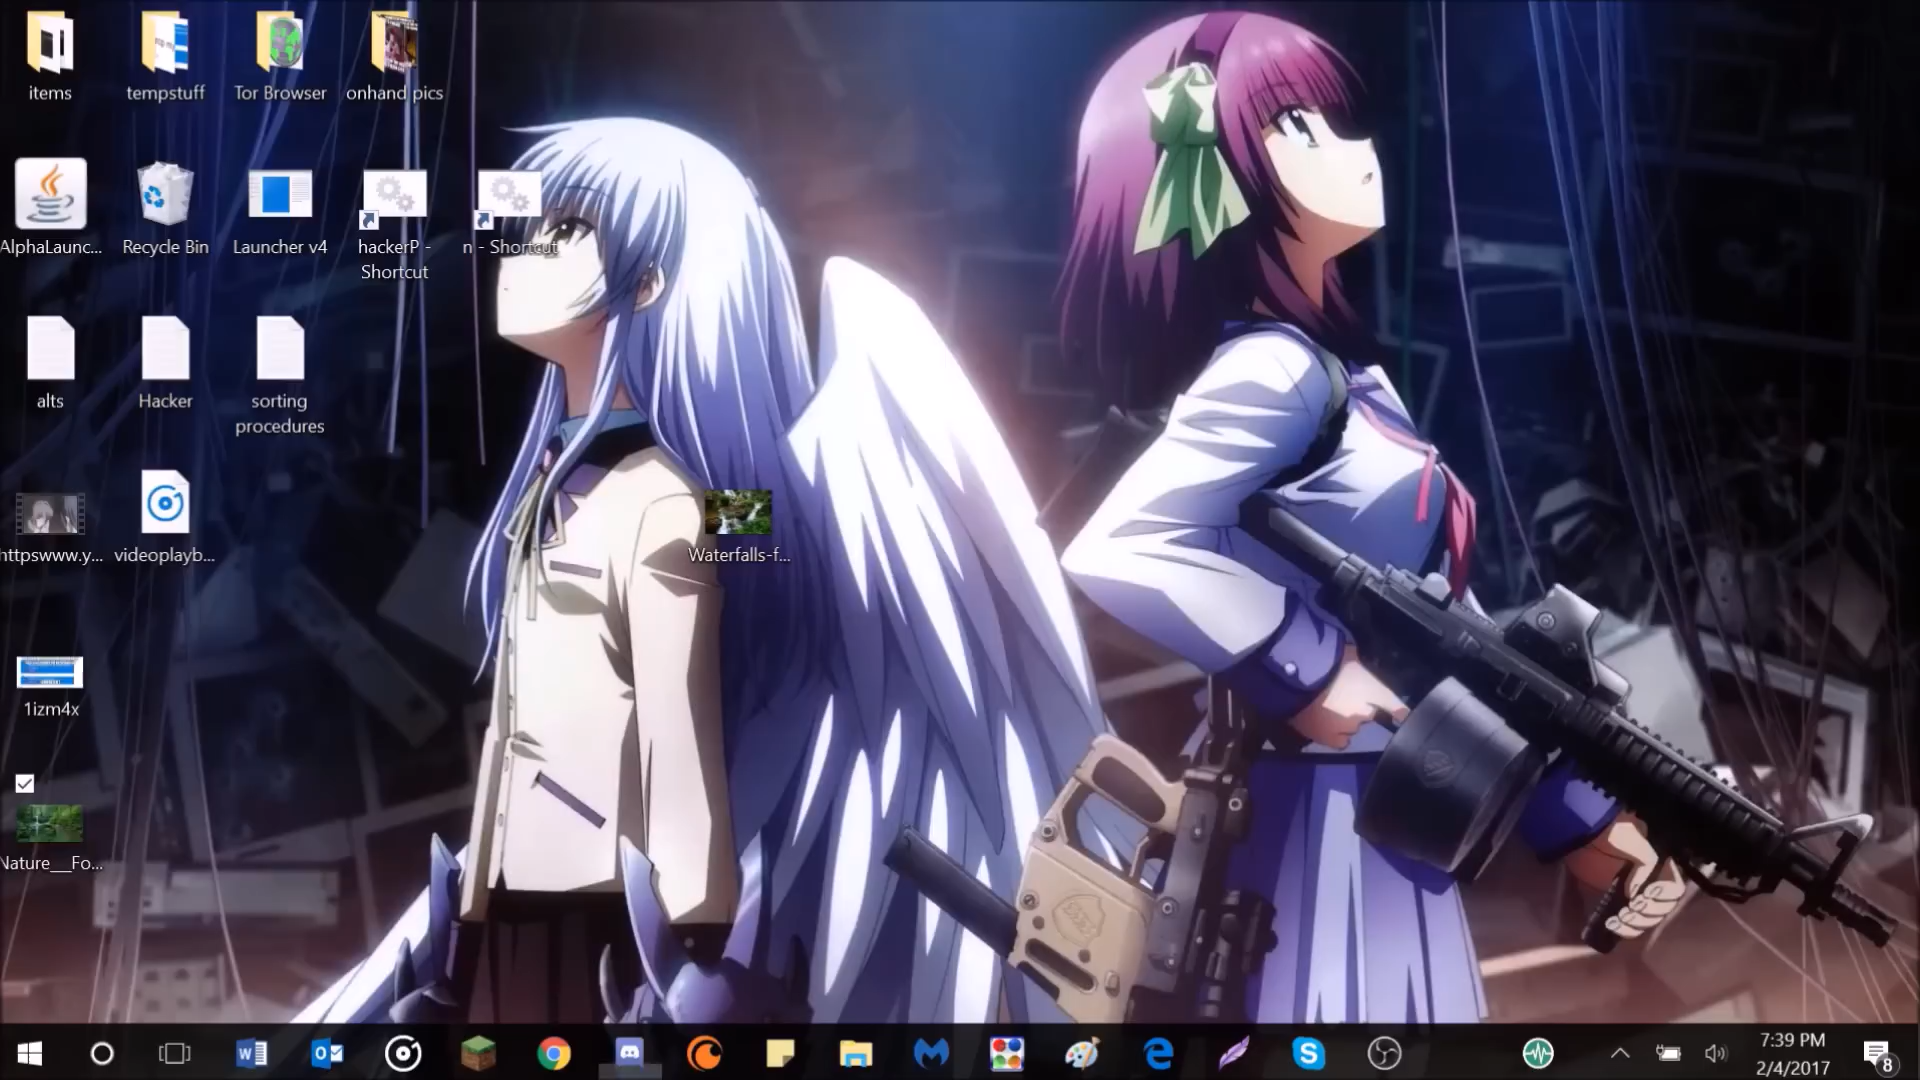 items
tempstuff
Tor Browser
onhand pics
AlphaLaunc...
Recycle Bin
Launcher v4
hackerP -
Shortcut
n - Shortcut
alts
Hacker
sorting
procedures
httpswww.y...
videoplayb...
Waterfalls-f...
1izm4x
Nature__Fo...
7:39 PM
2/4/2017
8